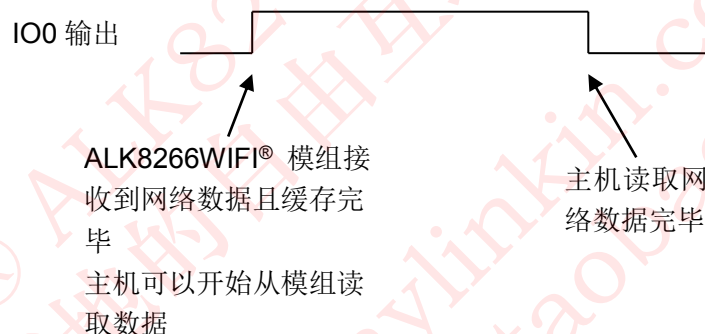 IO0 输出
ALK8266WIFI® 模组接
收到网络数据且缓存完
毕
主机可以开始从模组读
取数据
主机读取网
络数据完毕